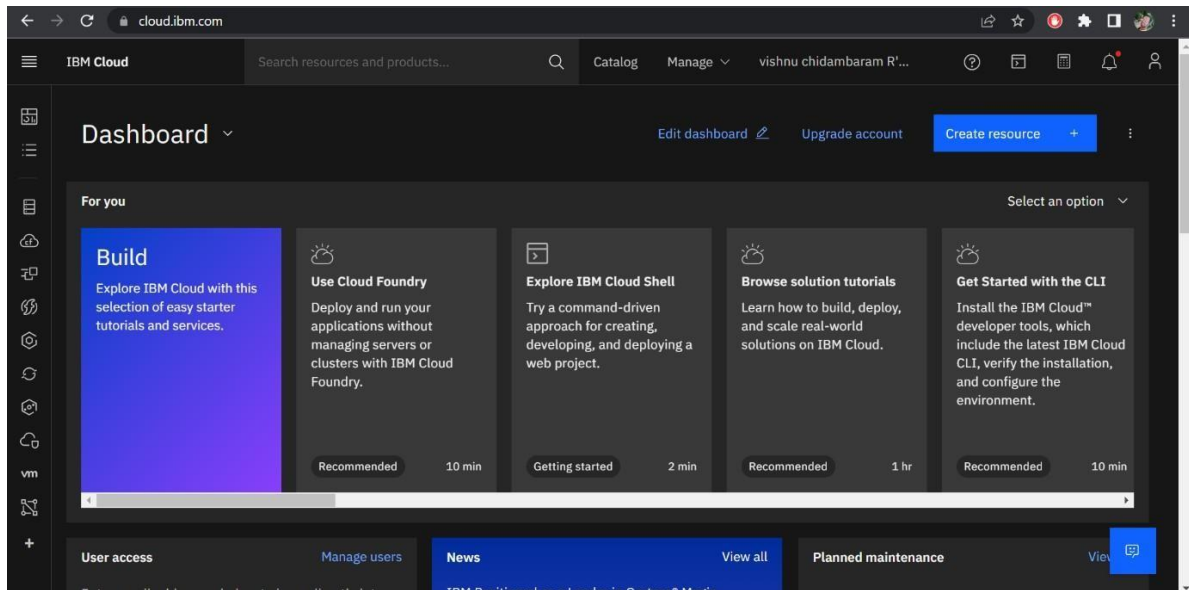 cloud.ibm.com
IBM Cloud
Search resources and products...
Catalog
Manage
vishnu chidambaram R'...
Dashboard
Edit dashboard
Upgrade account
Create resource +
For you
Select an option
Build
Explore IBM Cloud with this
selection of easy starter
tutorials and services.
Use Cloud Foundry
Deploy and run your
applications without
managing servers or
clusters with IBM Cloud
Foundry.
Recommended
10 min
Explore IBM Cloud Shell
Try a command-driven
approach for creating,
developing, and deploying a
web project.
Getting started
2 min
Browse solution tutorials
Learn how to build, deploy,
and scale real-world
solutions on IBM Cloud.
Recommended
1 hr
Get Started with the CLI
Install the IBM Cloud™
developer tools, which
include the latest IBM Cloud
CLI, verify the installation,
and configure the
environment.
Recommended
10 min
vm
User access
Manage users
News
View all
Planned maintenance